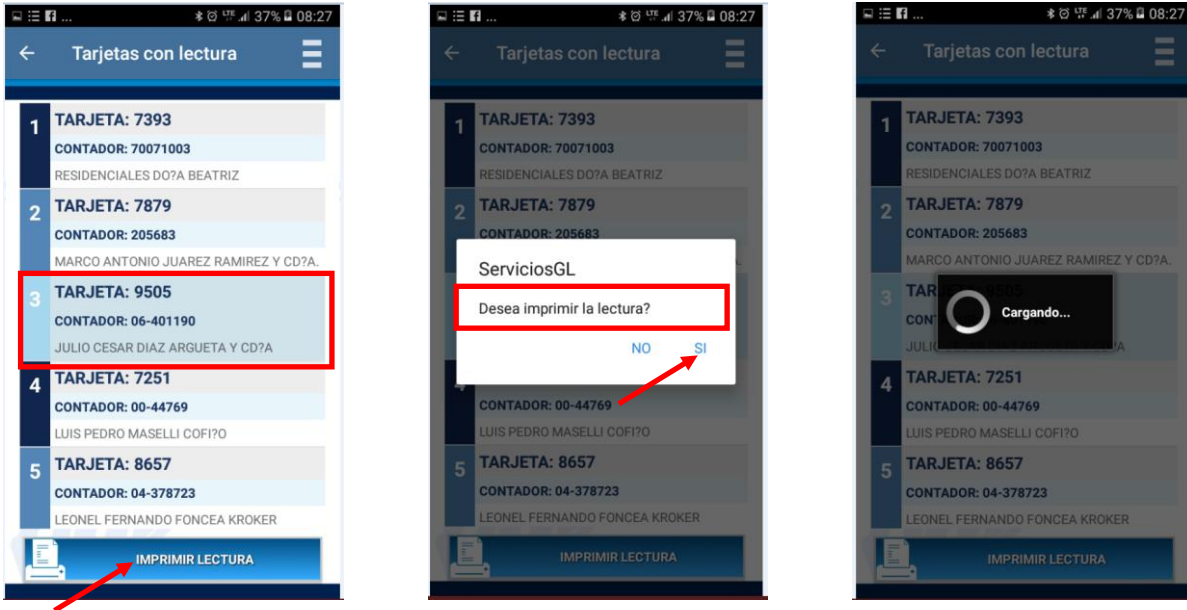 ... LTE 37% 08:27
Tarjetas con lectura
1
TARJETA: 7393
CONTADOR: 70071003
RESIDENCIALES DO?A BEATRIZ
2
TARJETA: 7879
CONTADOR: 205683
MARCO ANTONIO JUAREZ RAMIREZ Y CD?A.
3
TARJETA: 9505
CONTADOR: 06-401190
JULIO CESAR DIAZ ARGUETA Y CD?A
4
TARJETA: 7251
CONTADOR: 00-44769
LUIS PEDRO MASELLI COFI?O
5
TARJETA: 8657
CONTADOR: 04-378723
LEONEL FERNANDO FONCEA KROKER
IMPRIMIR LECTURA
... LTE 37% 08:27
Tarjetas con lectura
1
TARJETA: 7393
CONTADOR: 70071003
RESIDENCIALES DO?A BEATRIZ
2
TARJETA: 7879
CONTADOR: 205683
ServiciosGL
Desea imprimir la lectura?
NO SI
4
CONTADOR: 00-44769
LUIS PEDRO MASELLI COFI?O
5
TARJETA: 8657
CONTADOR: 04-378723
LEONEL FERNANDO FONCEA KROKER
IMPRIMIR LECTURA
... LTE 37% 08:27
Tarjetas con lectura
1
TARJETA: 7393
CONTADOR: 70071003
RESIDENCIALES DO?A BEATRIZ
2
TARJETA: 7879
CONTADOR: 205683
MARCO ANTONIO JUAREZ RAMIREZ Y CD?A.
3
Cargando...
4
TARJETA: 7251
CONTADOR: 00-44769
LUIS PEDRO MASELLI COFI?O
5
TARJETA: 8657
CONTADOR: 04-378723
LEONEL FERNANDO FONCEA KROKER
IMPRIMIR LECTURA